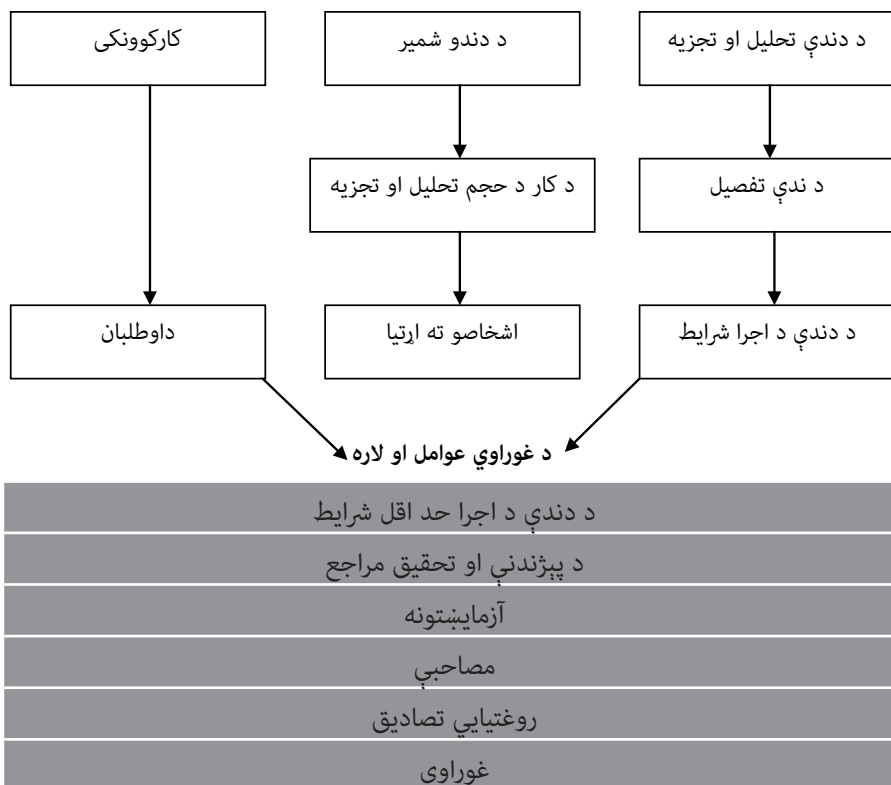 د دندې تحلیل او تجزیه
د دندو شمیر
کارکوونکی
د ندې تفصیل
د کار د حجم تحلیل او تجزیه
د دندې د اجرا شرایط
اشخاصو ته اړتیا
داوطلبان
د غوراوي عوامل او لاره
د دندې د اجرا حد اقل شرایط
د پېژندنې او تحقیق مراجع
آزمایښتونه
مصاحبې
روغتیایي تصادیق
غوراوی